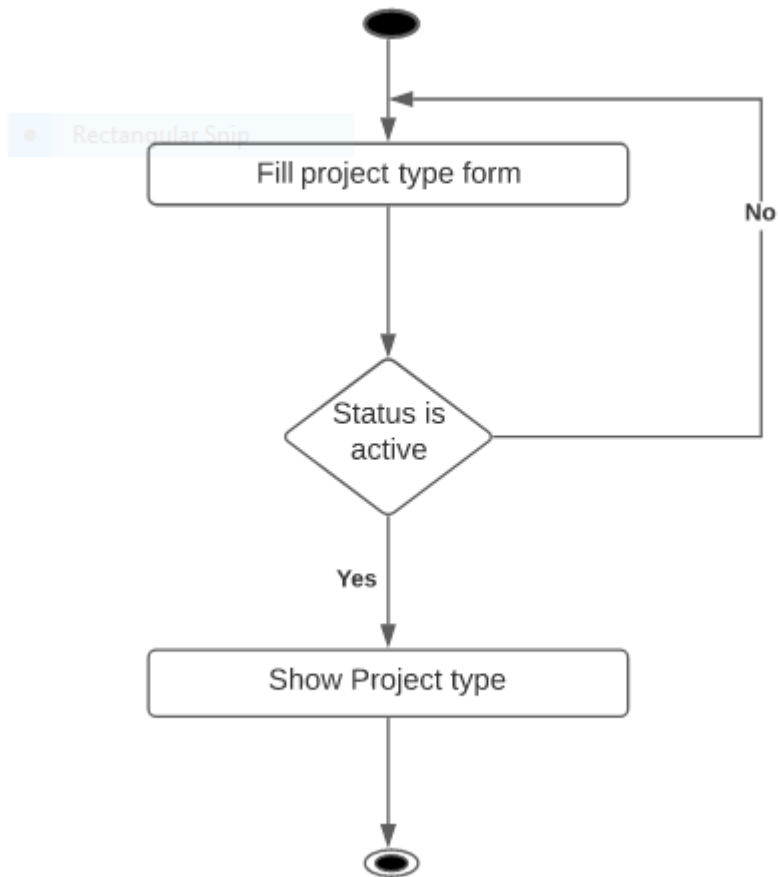 Rectangular Snip
Fill project type form
No
Status is
active
Yes
Show Project type